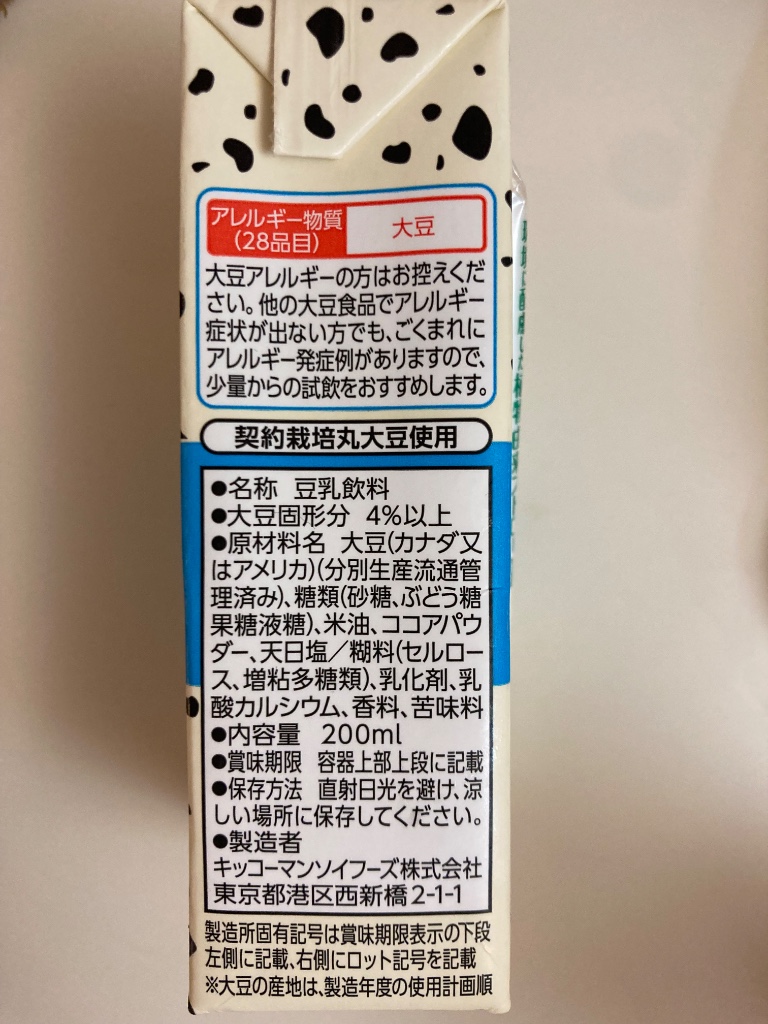 アレルギー物質
(28品目)
大豆
大豆アレルギーの方はお控えくだ
さい。他の大豆食品でアレルギー
症状が出ない方でも、ごくまれに
アレルギー発症例がありますので、
少量からの試飲をおすすめします。
契約栽培丸大豆使用
●名称 豆乳飲料
●大豆固形分 4%以上
●原材料名 大豆(カナダ又
はアメリカ)(分別生産流通管
理済み)、糖類(砂糖、ぶどう糖
果糖液糖)、米油、ココアパウ
ダー、天日塩/糊料(セルロー
ス、増粘多糖類)、乳化剤、乳
酸カルシウム、香料、苦味料
●内容量 200ml
●賞味期限 容器上部上段に記載
●保存方法 直射日光を避け、涼
しい場所に保存してください。
●製造者
キッコーマンソイフーズ株式会社
東京都港区西新橋2-1-1
製造所固有記号は賞味期限表示の下段
左側に記載、右側にロット記号を記載
※大豆の産地は、製造年度の使用計画順